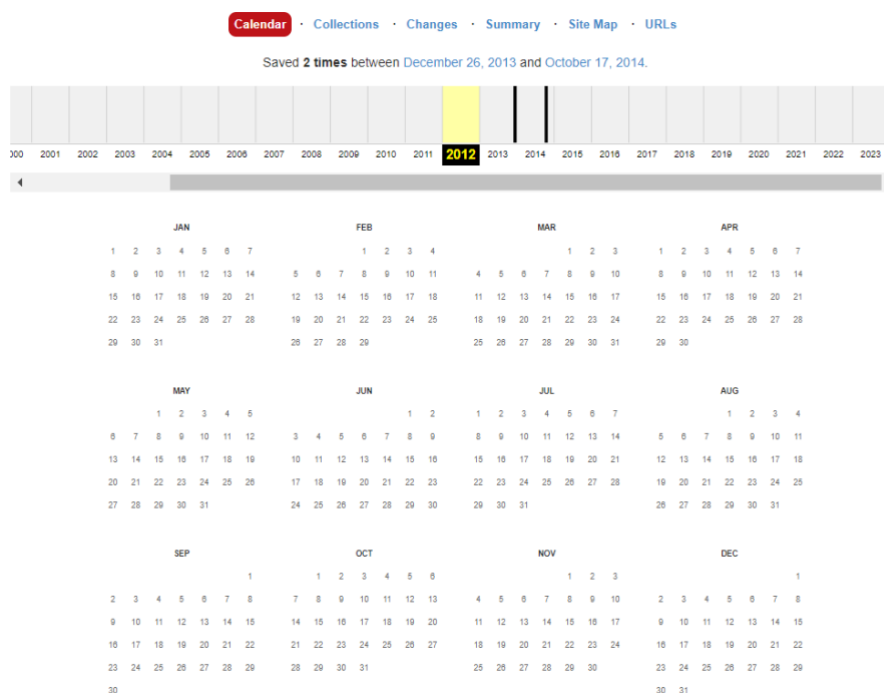 Calendar · Collections · Changes · Summary · Site Map · URLs
Saved 2 times between December 26, 2013 and October 17, 2014.
2001 2002 2003 2004 2005 2006 2007 2008 2009 2010 2011 2012 2013 2014 2015 2016 2017 2018 2019 2020 2021 2022 2023
JAN FEB MAR APR
1 2 3 4 5 6 7 1 2 3 4 1 2 3 1 2 3 4 5 6 7
8 9 10 11 12 13 14 5 6 7 8 9 10 11 4 5 6 7 8 9 10 8 9 10 11 12 13 14
15 16 17 18 19 20 21 12 13 14 15 16 17 18 11 12 13 14 15 16 17 15 16 17 18 19 20 21
22 23 24 25 26 27 28 19 20 21 22 23 24 25 18 19 20 21 22 23 24 22 23 24 25 26 27 28
29 30 31 26 27 28 29 25 26 27 28 29 30 31 29 30
MAY JUN JUL AUG
1 2 3 4 5 1 2 1 2 3 4 5 6 7 1 2 3 4
6 7 8 9 10 11 12 3 4 5 6 7 8 9 8 9 10 11 12 13 14 5 6 7 8 9 10 11
13 14 15 16 17 18 19 10 11 12 13 14 15 16 15 16 17 18 19 20 21 12 13 14 15 16 17 18
20 21 22 23 24 25 26 17 18 19 20 21 22 23 22 23 24 25 26 27 28 19 20 21 22 23 24 25
27 28 29 30 31 24 25 26 27 28 29 30 29 30 31 26 27 28 29 30 31
SEP OCT NOV DEC
1 1 2 3 4 5 6 1 2 3 1
2 3 4 5 6 7 8 7 8 9 10 11 12 13 4 5 6 7 8 9 10 2 3 4 5 6 7 8
9 10 11 12 13 14 15 14 15 16 17 18 19 20 11 12 13 14 15 16 17 9 10 11 12 13 14 15
16 17 18 19 20 21 22 21 22 23 24 25 26 27 18 19 20 21 22 23 24 16 17 18 19 20 21 22
23 24 25 26 27 28 29 28 29 30 31 25 26 27 28 29 30 23 24 25 26 27 28 29
30 30 31